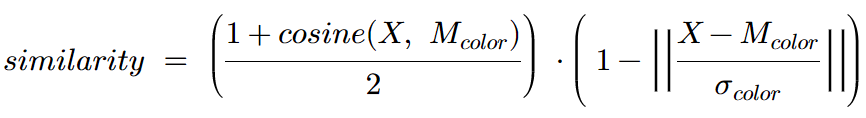 similarity = ( (1 + cosine(X, M_color)) / 2 ) · ( 1 − || (X − M_color) / σ_color || )